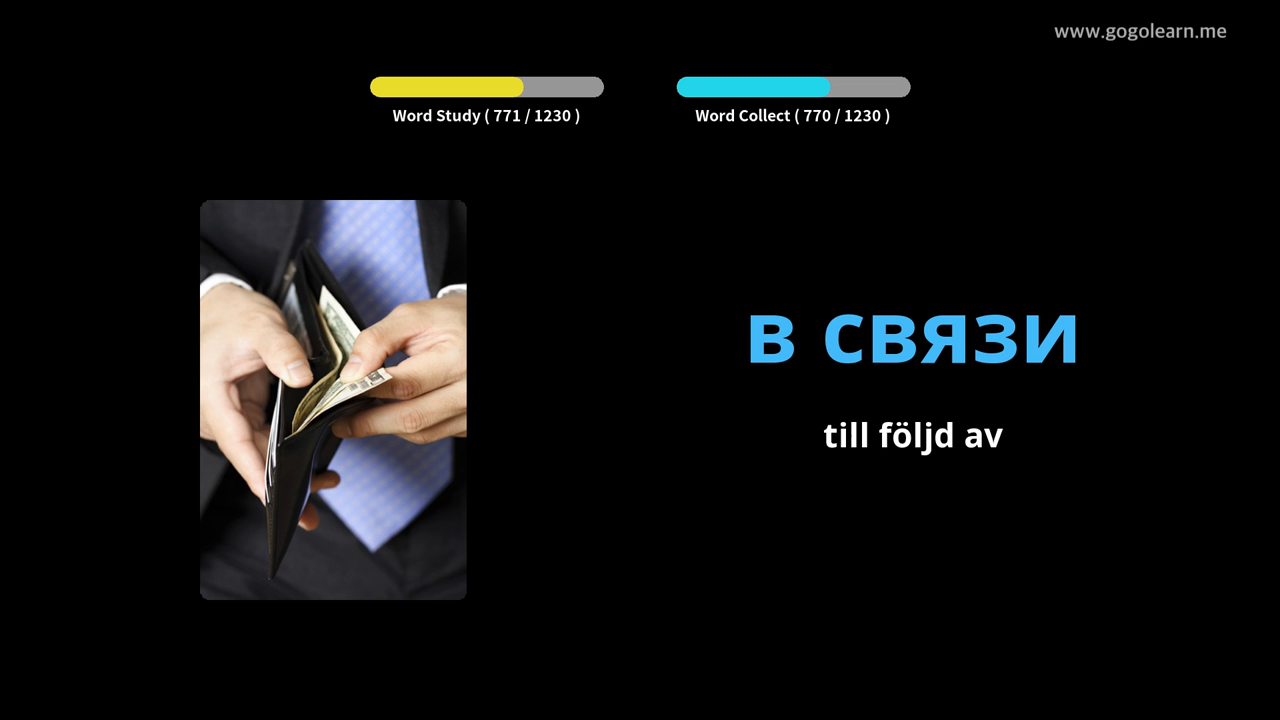 www.gogolearn.me
Word Study ( 771 / 1230 )
Word Collect ( 770 / 1230 )
в связи
till följd av